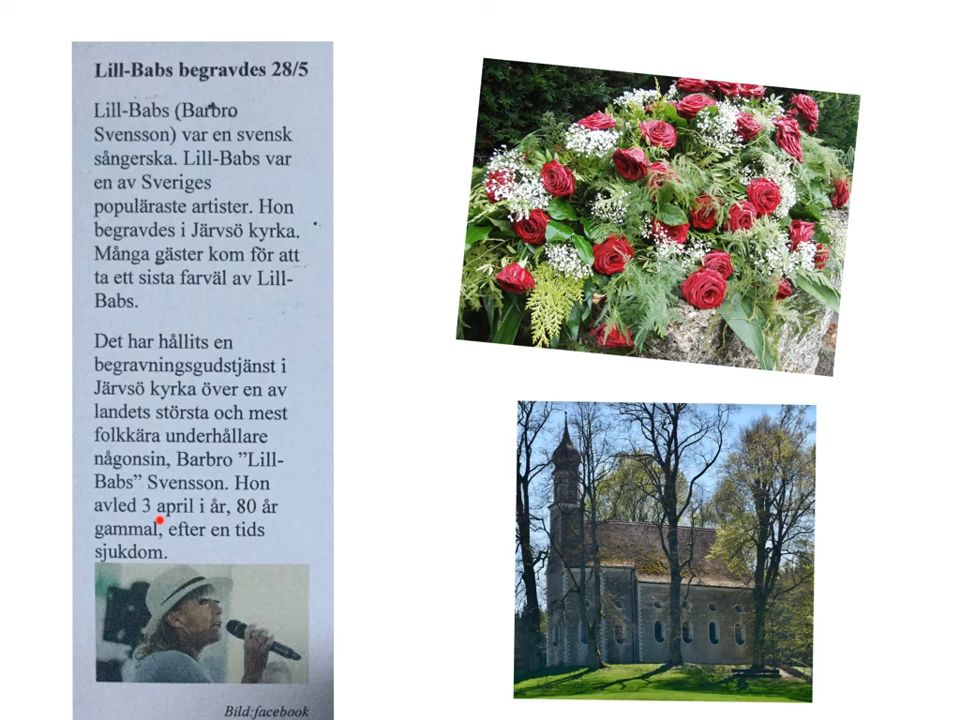 Lill-Babs begravdes 28/5
Lill-Babs (Barbro
Svensson) var en svensk
sångerska. Lill-Babs var
en av Sveriges
populäraste artister. Hon
begravdes i Järvsö kyrka.
Många gäster kom för att
ta ett sista farväl av Lill-
Babs.
Det har hållits en
begravningsgudstjänst i
Järvsö kyrka över en av
landets största och mest
folkkära underhållare
någonsin, Barbro ”Lill-
Babs” Svensson. Hon
avled 3 april i år, 80 år
gammal, efter en tids
sjukdom.
Bild:facebook